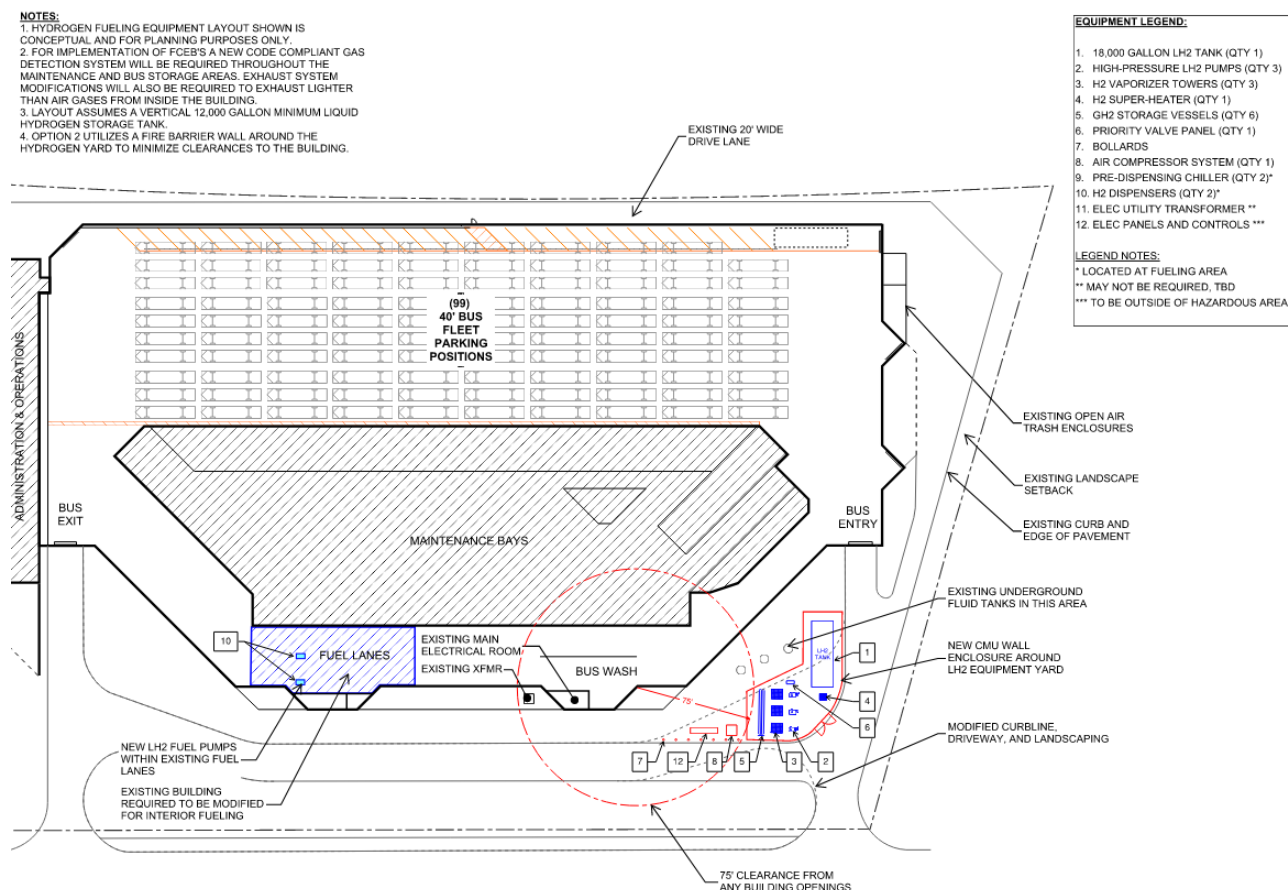 NOTES:
1. HYDROGEN FUELING EQUIPMENT LAYOUT SHOWN IS
CONCEPTUAL AND FOR PLANNING PURPOSES ONLY.
2. FOR IMPLEMENTATION OF FCEB'S A NEW CODE COMPLIANT GAS
DETECTION SYSTEM WILL BE REQUIRED THROUGHOUT THE
MAINTENANCE AND BUS STORAGE AREAS. EXHAUST SYSTEM
MODIFICATIONS WILL ALSO BE REQUIRED TO EXHAUST LIGHTER
THAN AIR GASES FROM INSIDE THE BUILDING.
3. LAYOUT ASSUMES A VERTICAL 12,000 GALLON MINIMUM LIQUID
HYDROGEN STORAGE TANK.
4. OPTION 2 UTILIZES A FIRE BARRIER WALL AROUND THE
HYDROGEN YARD TO MINIMIZE CLEARANCES TO THE BUILDING.
EQUIPMENT LEGEND:
1. 18,000 GALLON LH2 TANK (QTY 1)
2. HIGH-PRESSURE LH2 PUMPS (QTY 3)
3. H2 VAPORIZER TOWERS (QTY 3)
4. H2 SUPER-HEATER (QTY 1)
5. GH2 STORAGE VESSELS (QTY 6)
6. PRIORITY VALVE PANEL (QTY 1)
7. BOLLARDS
8. AIR COMPRESSOR SYSTEM (QTY 1)
9. PRE-DISPENSING CHILLER (QTY 2)*
10. H2 DISPENSERS (QTY 2)*
11. ELEC UTILITY TRANSFORMER **
12. ELEC PANELS AND CONTROLS ***
LEGEND NOTES:
* LOCATED AT FUELING AREA
** MAY NOT BE REQUIRED, TBD
*** TO BE OUTSIDE OF HAZARDOUS AREA
EXISTING 20' WIDE
DRIVE LANE
(99)
40' BUS
FLEET
PARKING
POSITIONS
ADMINISTRATION & OPERATIONS
EXISTING OPEN AIR
TRASH ENCLOSURES
EXISTING LANDSCAPE
SETBACK
BUS
EXIT
BUS
ENTRY
EXISTING CURB AND
EDGE OF PAVEMENT
MAINTENANCE BAYS
EXISTING UNDERGROUND
FLUID TANKS IN THIS AREA
10
FUEL LANES
EXISTING MAIN
ELECTRICAL ROOM
EXISTING XFMR
BUS WASH
LH2
TANK
1
NEW CMU WALL
ENCLOSURE AROUND
LH2 EQUIPMENT YARD
75'
4
6
MODIFIED CURBLINE,
DRIVEWAY, AND LANDSCAPING
7
12
8
5
3
2
NEW LH2 FUEL PUMPS
WITHIN EXISTING FUEL
LANES
EXISTING BUILDING
REQUIRED TO BE MODIFIED
FOR INTERIOR FUELING
75' CLEARANCE FROM
ANY BUILDING OPENINGS